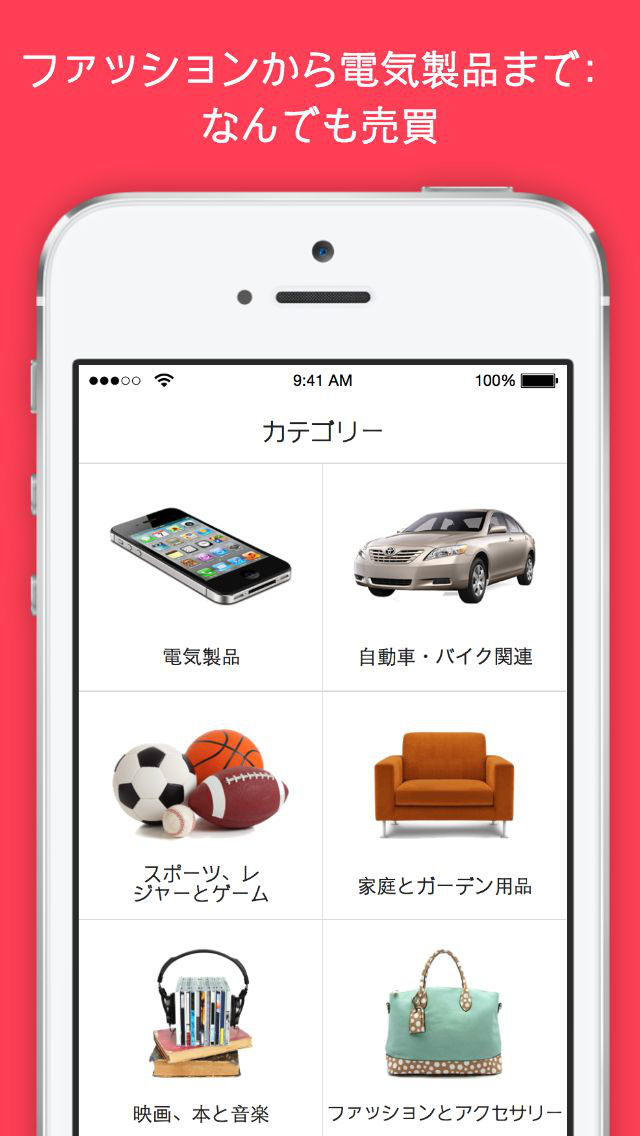 ファッションから電気製品まで：
なんでも売買
9:41 AM
100%
カテゴリー
電気製品
自動車・バイク関連
スポーツ、レ
ジャーとゲーム
家庭とガーデン用品
映画、本と音楽
ファッションとアクセサリー